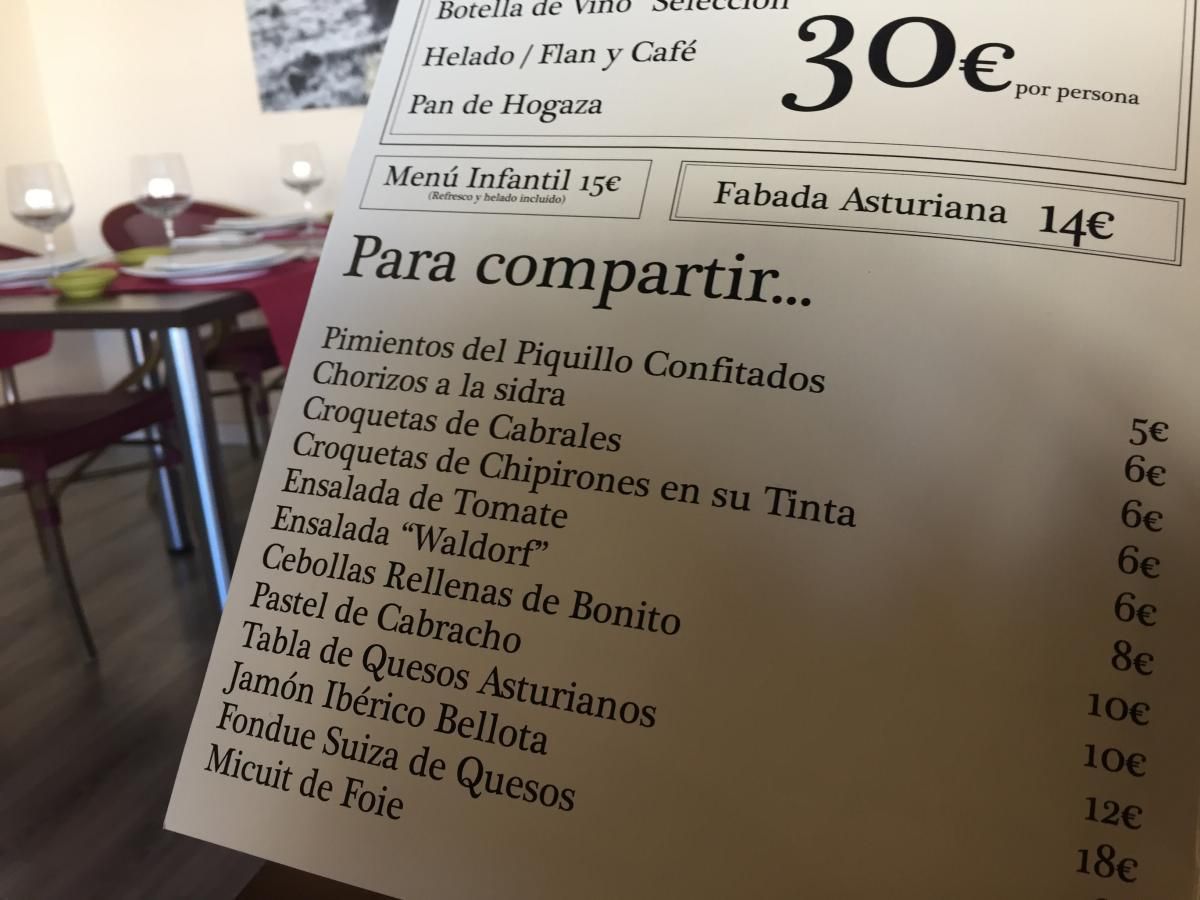 Botella de Vino "Selección"
Helado / Flan y Café
Pan de Hogaza
30€ por persona
Menú Infantil 15€
(Refresco y helado incluido)
Fabada Asturiana 14€
Para compartir...
Pimientos del Piquillo Confitados 5€
Chorizos a la sidra 6€
Croquetas de Cabrales 6€
Croquetas de Chipirones en su Tinta 6€
Ensalada de Tomate 6€
Ensalada “Waldorf” 8€
Cebollas Rellenas de Bonito 10€
Pastel de Cabracho 10€
Tabla de Quesos Asturianos 12€
Jamón Ibérico Bellota 18€
Fondue Suiza de Quesos
Micuit de Foie